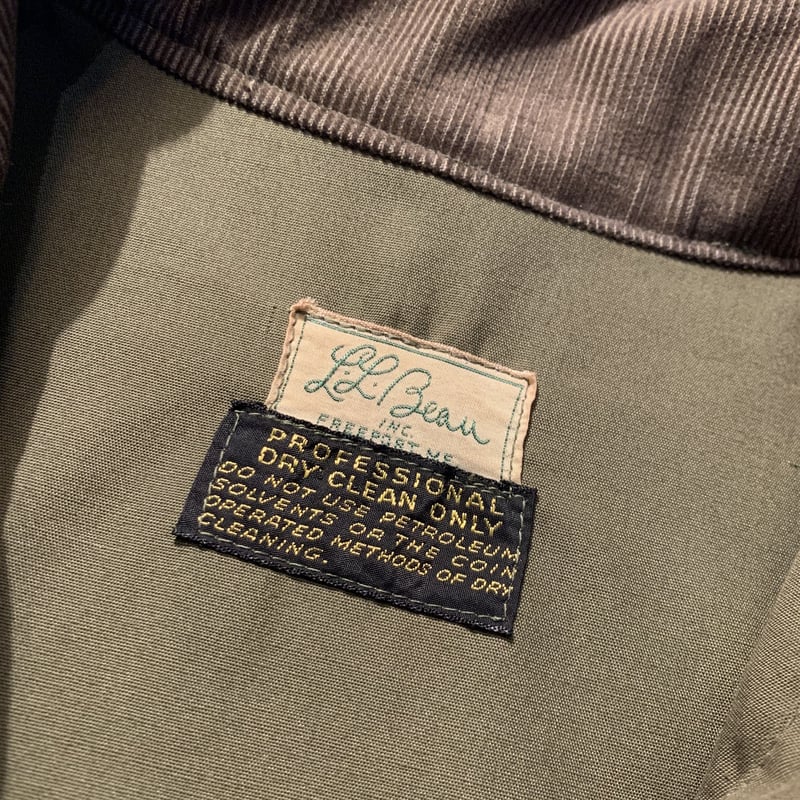 L.L.Bean
INC.
FREEPORT ME
PROFESSIONAL
DRY CLEAN ONLY
DO NOT USE PETROLEUM
SOLVENTS OR THE COIN
OPERATED METHODS OF DRY
CLEANING.